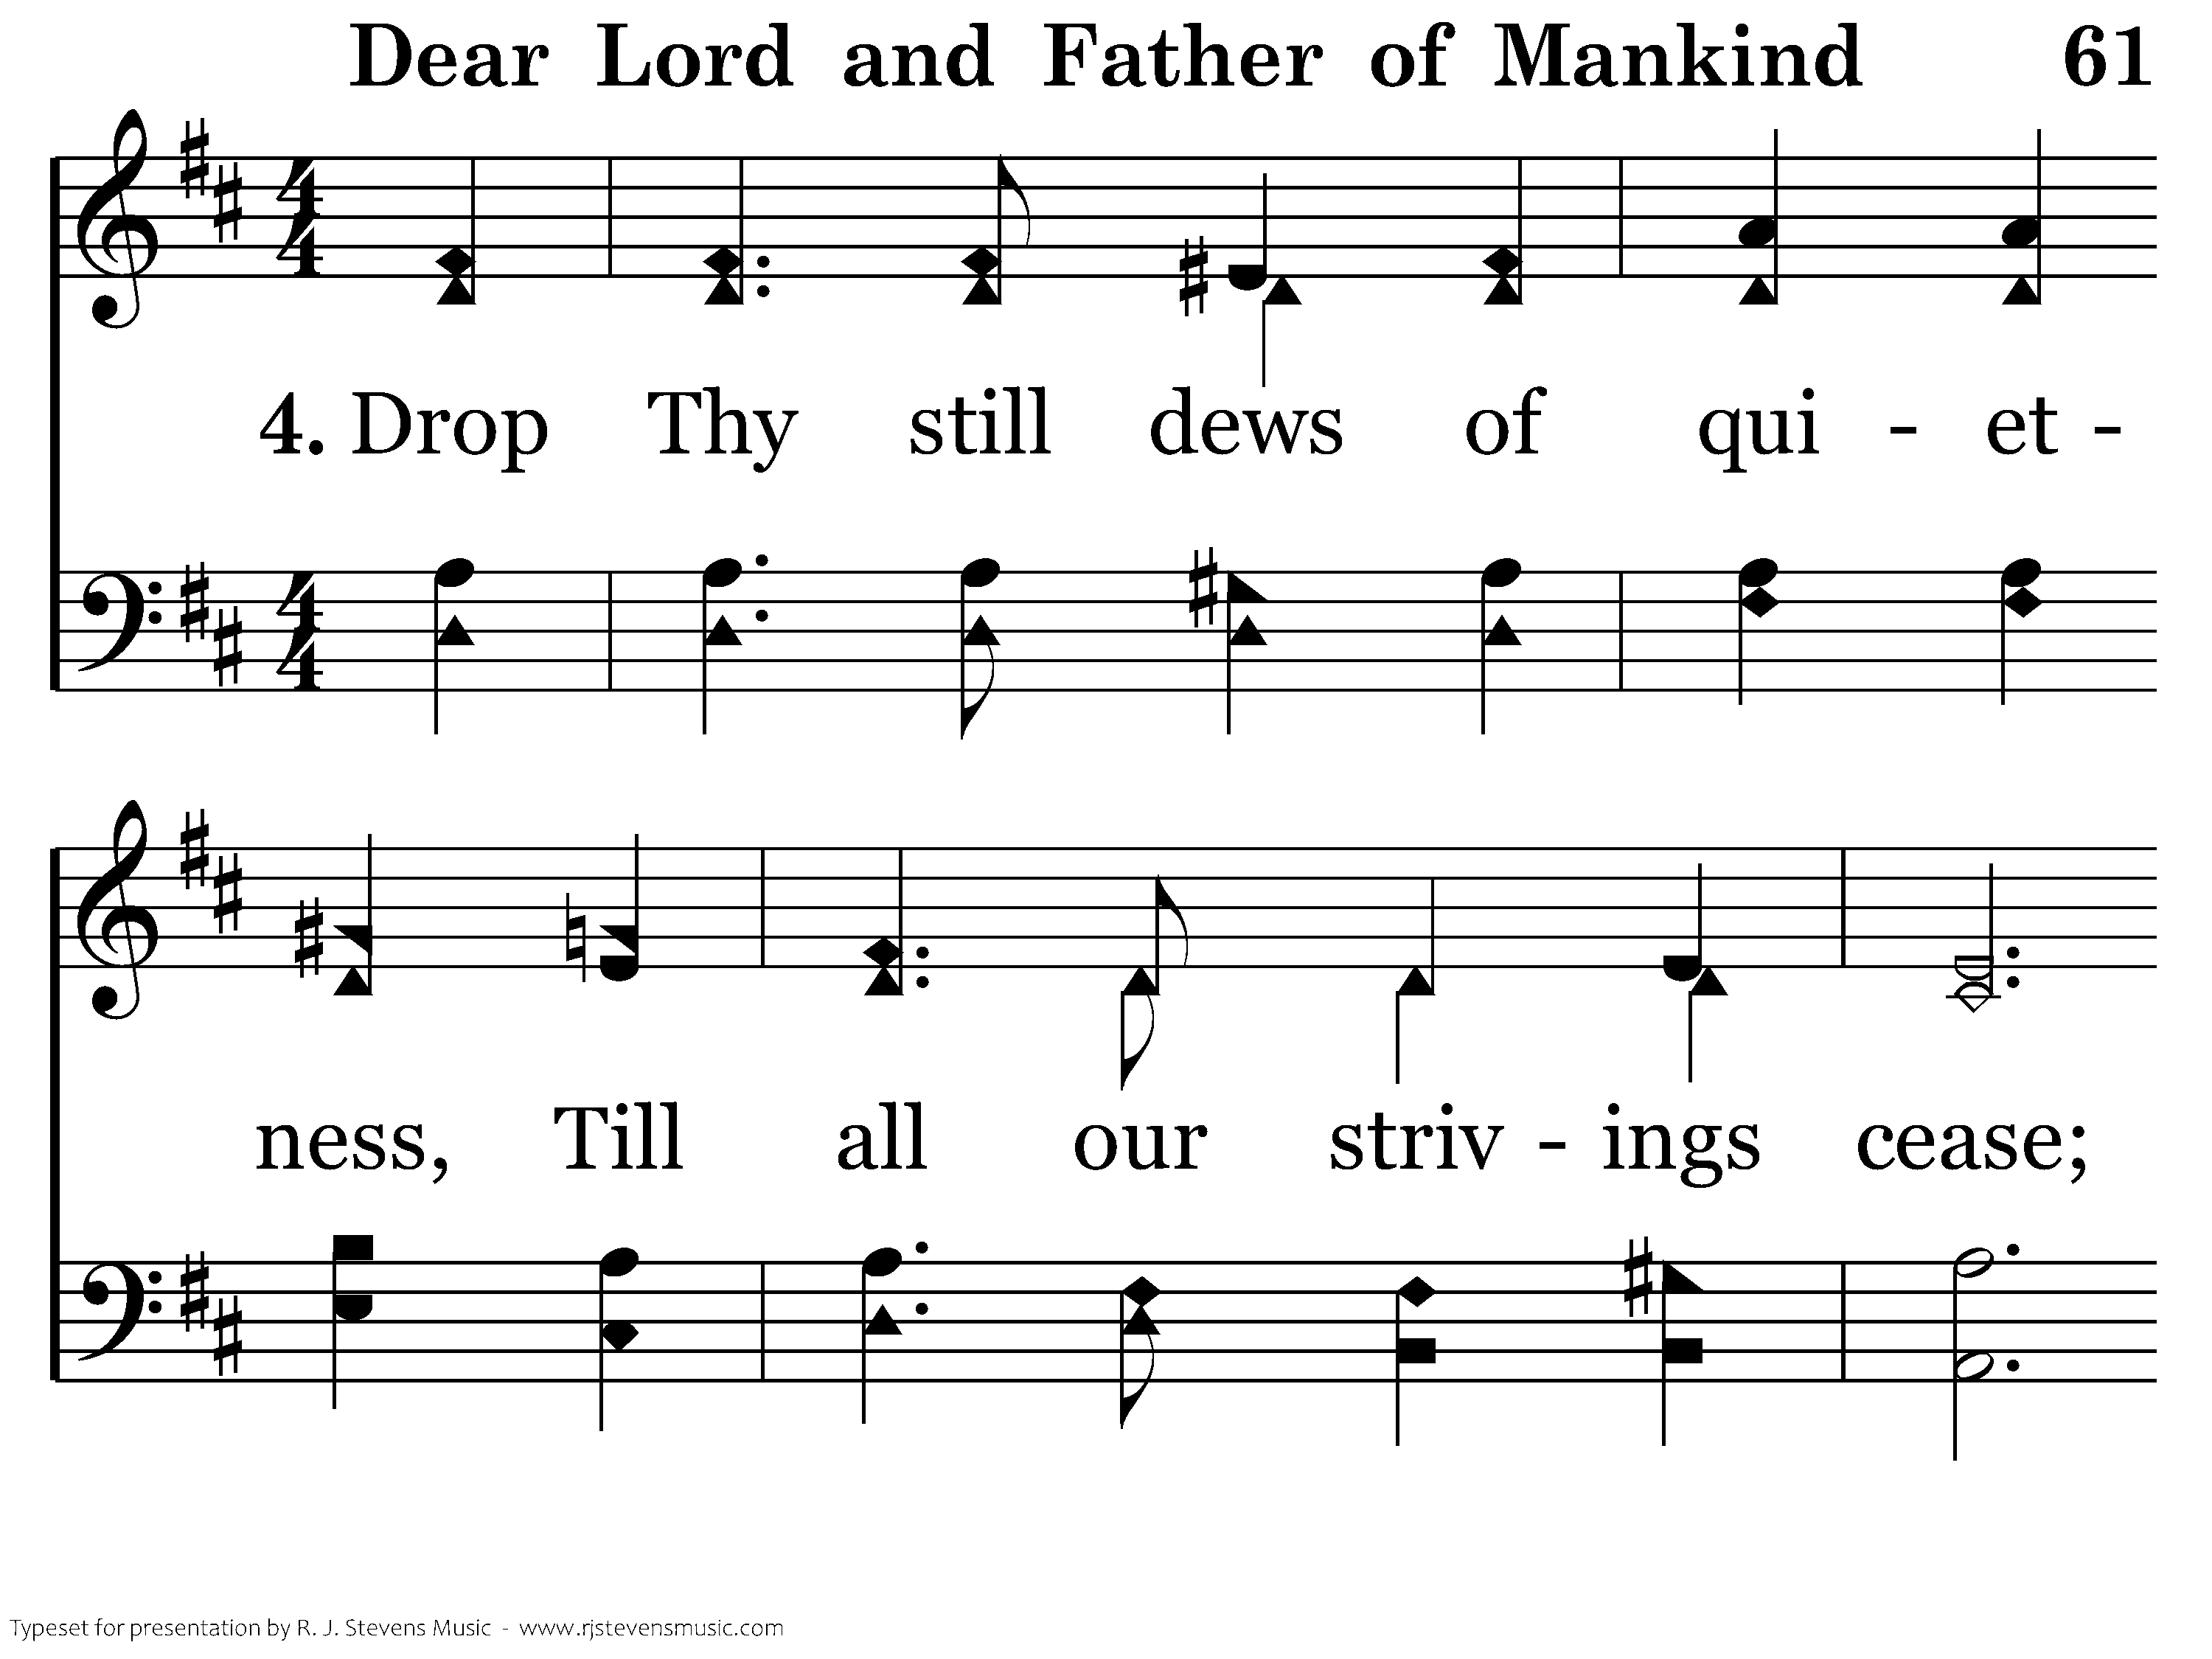 Dear Lord and Father of Mankind 61
4. Drop Thy still dews of qui - et -
ness, Till all our striv - ings cease;
Typeset for presentation by R. J. Stevens Music - www.rjstevensmusic.com